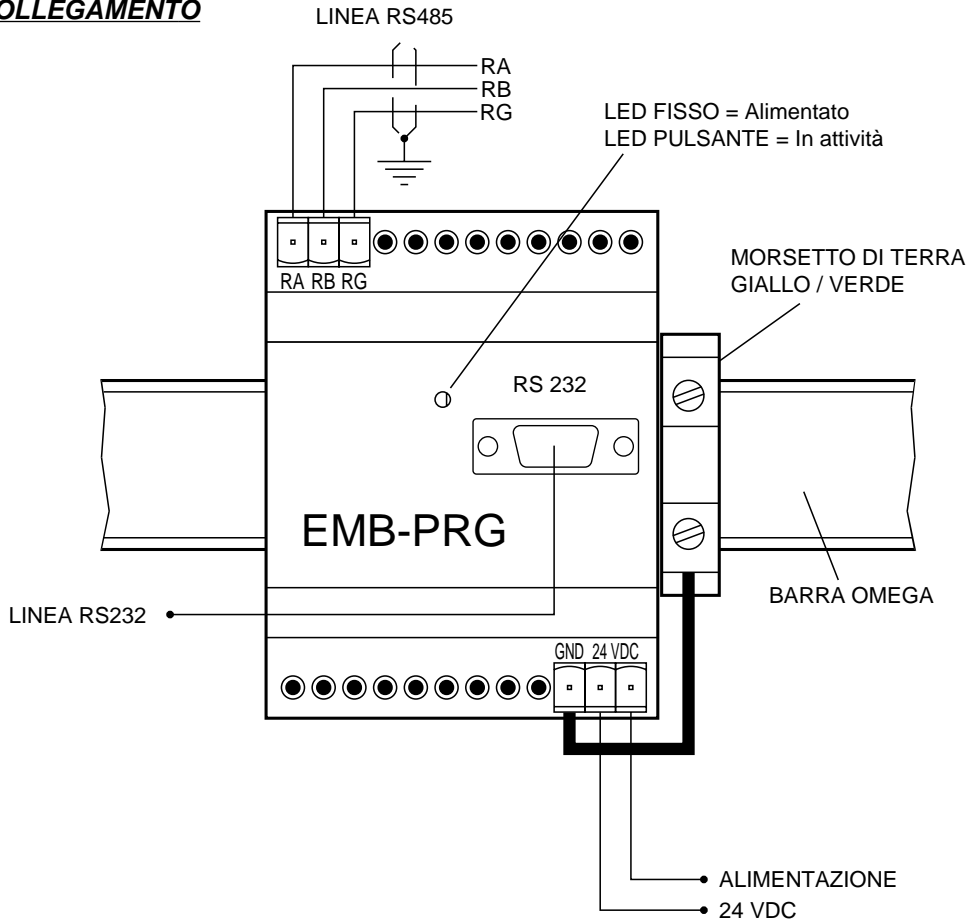 OLLEGAMENTO
LINEA RS485
RA
RB
RG
LED FISSO = Alimentato
LED PULSANTE = In attività
MORSETTO DI TERRA
GIALLO / VERDE
RA RB RG
RS 232
EMB-PRG
BARRA OMEGA
LINEA RS232
GND 24 VDC
ALIMENTAZIONE
24 VDC